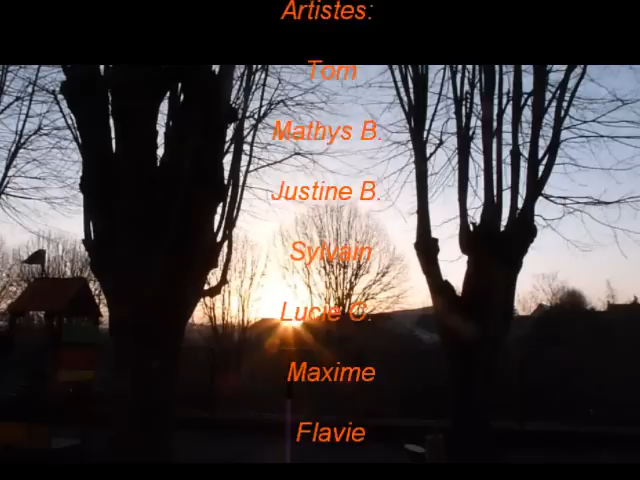 Artistes:
Tom
Mathys B.
Justine B.
Sylvain
Lucie C.
Maxime
Flavie